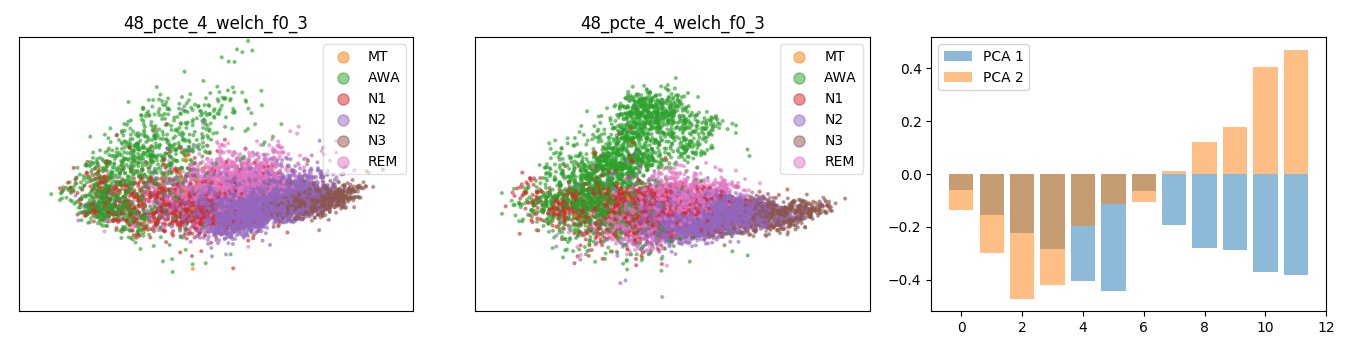 48_pcte_4_welch_f0_3
MT
AWA
N1
N2
N3
REM
48_pcte_4_welch_f0_3
MT
AWA
N1
N2
N3
REM
PCA 1
PCA 2
0.4
0.2
0.0
−0.2
−0.4
0 2 4 6 8 10 12